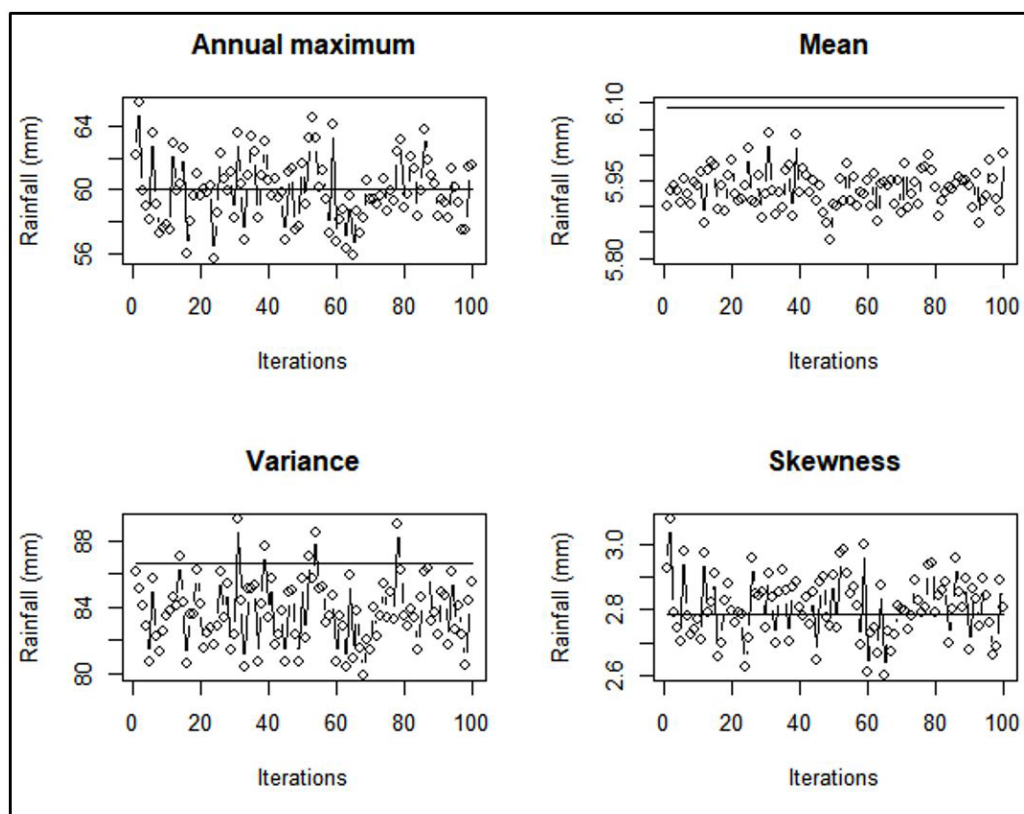 Annual maximum
Rainfall (mm)
64
60
56
0 20 40 60 80 100
Iterations
Mean
Rainfall (mm)
6.10
5.95
5.80
0 20 40 60 80 100
Iterations
Variance
Rainfall (mm)
88
84
80
0 20 40 60 80 100
Iterations
Skewness
Rainfall (mm)
3.0
2.8
2.6
0 20 40 60 80 100
Iterations